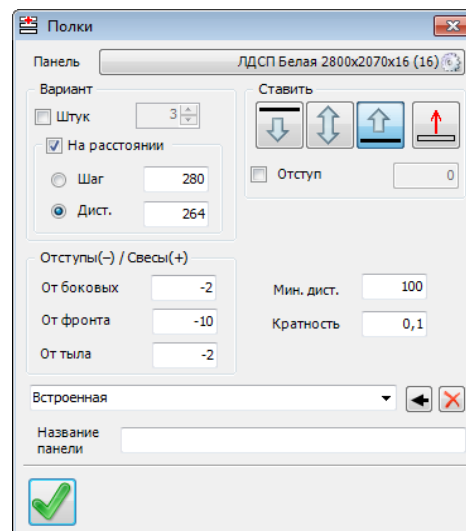 Полки
Панель ЛДСП Белая 2800x2070x16 (16)
Вариант
Штук 3
На расстоянии
Шаг 280
Дист. 264
Ставить
Отступ 0
Отступы(−) / Свесы(+)
От боковых -2
От фронта -10
От тыла -2
Мин. дист. 100
Кратность 0,1
Встроенная
Название
панели